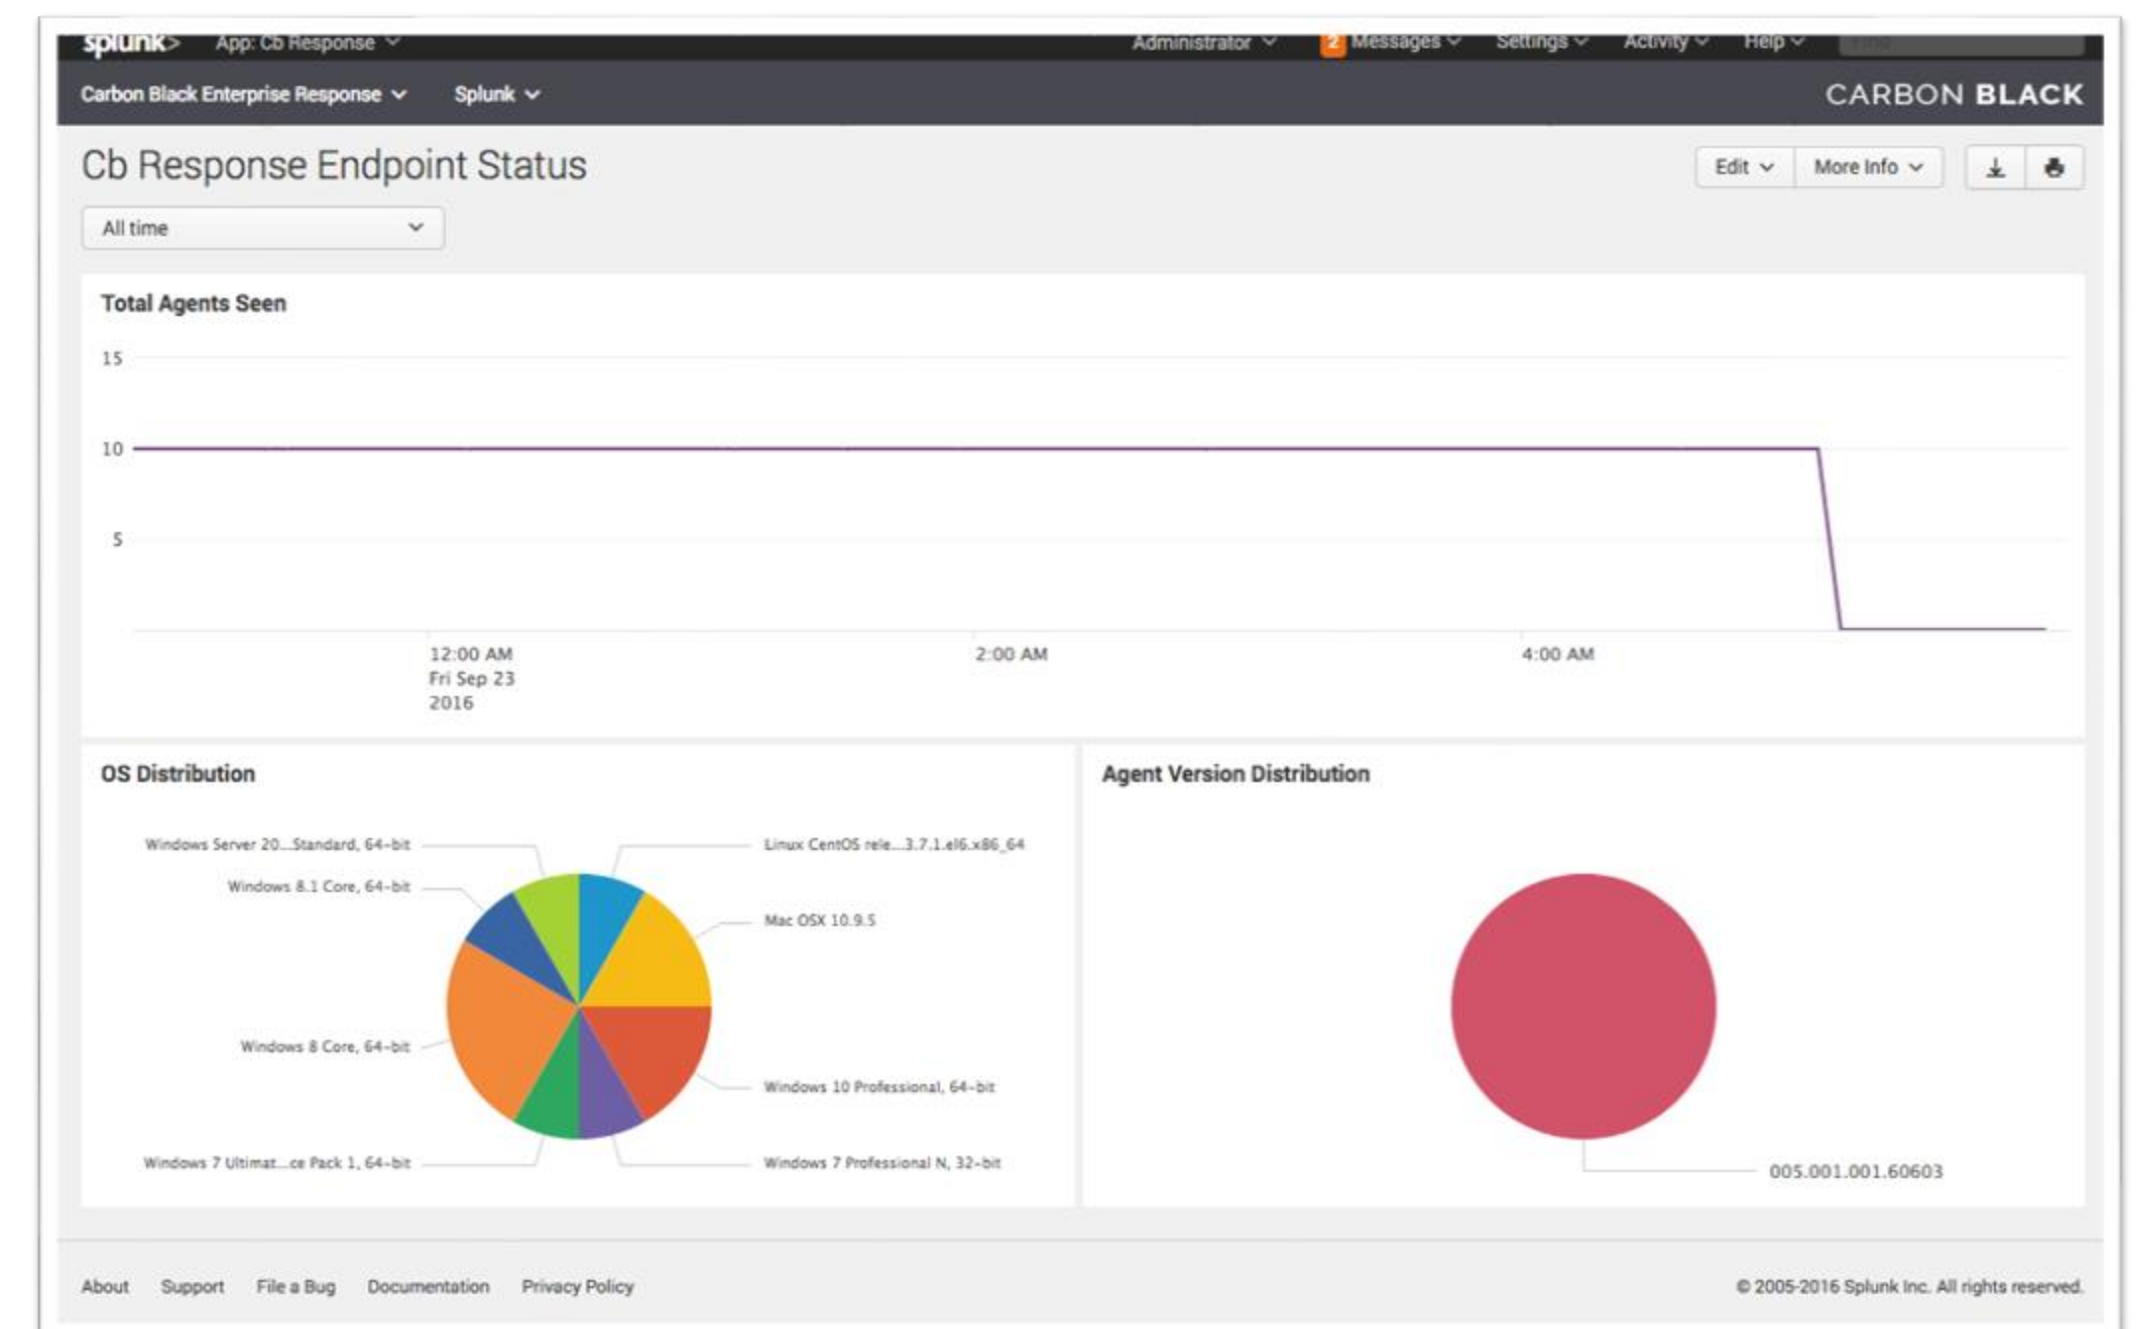 splunk> App: Cb Response Administrator 2 Messages Settings Activity Help
Carbon Black Enterprise Response Splunk CARBON BLACK
Cb Response Endpoint Status
Edit More Info
All time
Total Agents Seen
15
10
5
12:00 AM 2:00 AM 4:00 AM
Fri Sep 23
2016
OS Distribution
Windows Server 20...Standard, 64-bit
Linux CentOS rele...3.7.1.el6.x86_64
Windows 8.1 Core, 64-bit
Mac OSX 10.9.5
Windows 8 Core, 64-bit
Windows 10 Professional, 64-bit
Windows 7 Ultimat...ce Pack 1, 64-bit
Windows 7 Professional N, 32-bit
Agent Version Distribution
005.001.001.60603
About Support File a Bug Documentation Privacy Policy
© 2005-2016 Splunk Inc. All rights reserved.